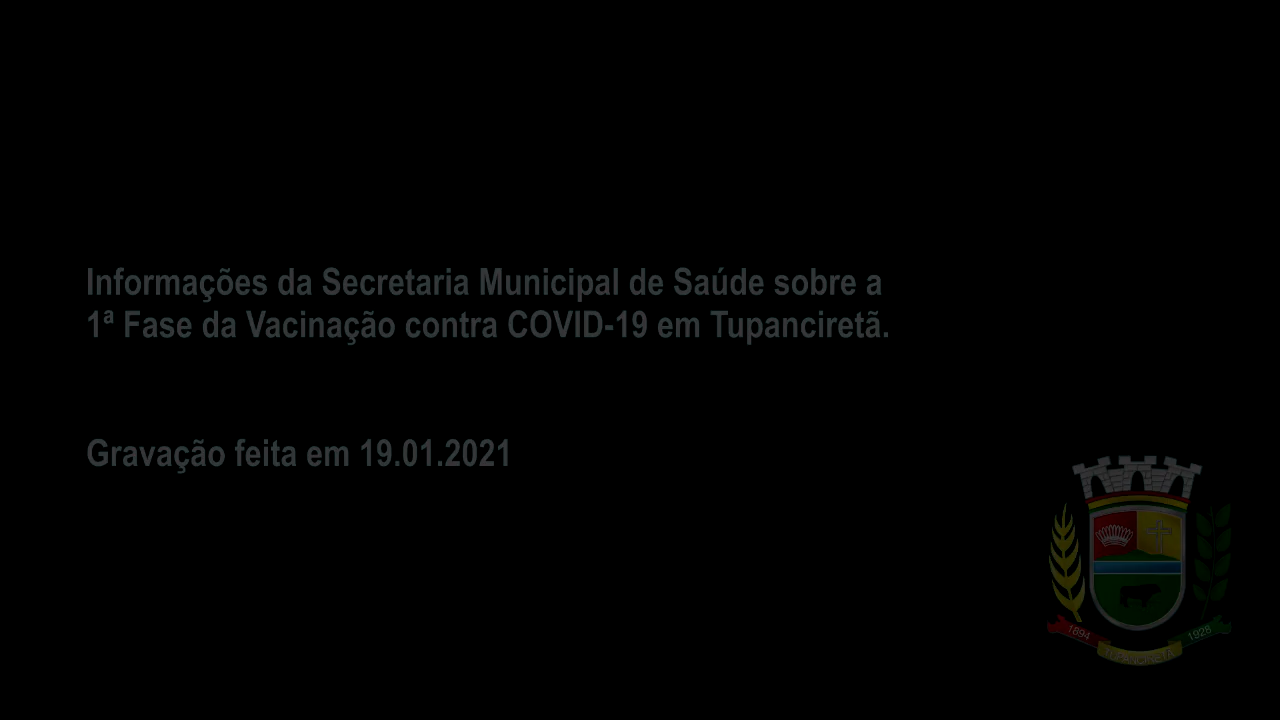 Informações da Secretaria Municipal de Saúde sobre a
1ª Fase da Vacinação contra COVID-19 em Tupanciretã.
Gravação feita em 19.01.2021
1894
1928